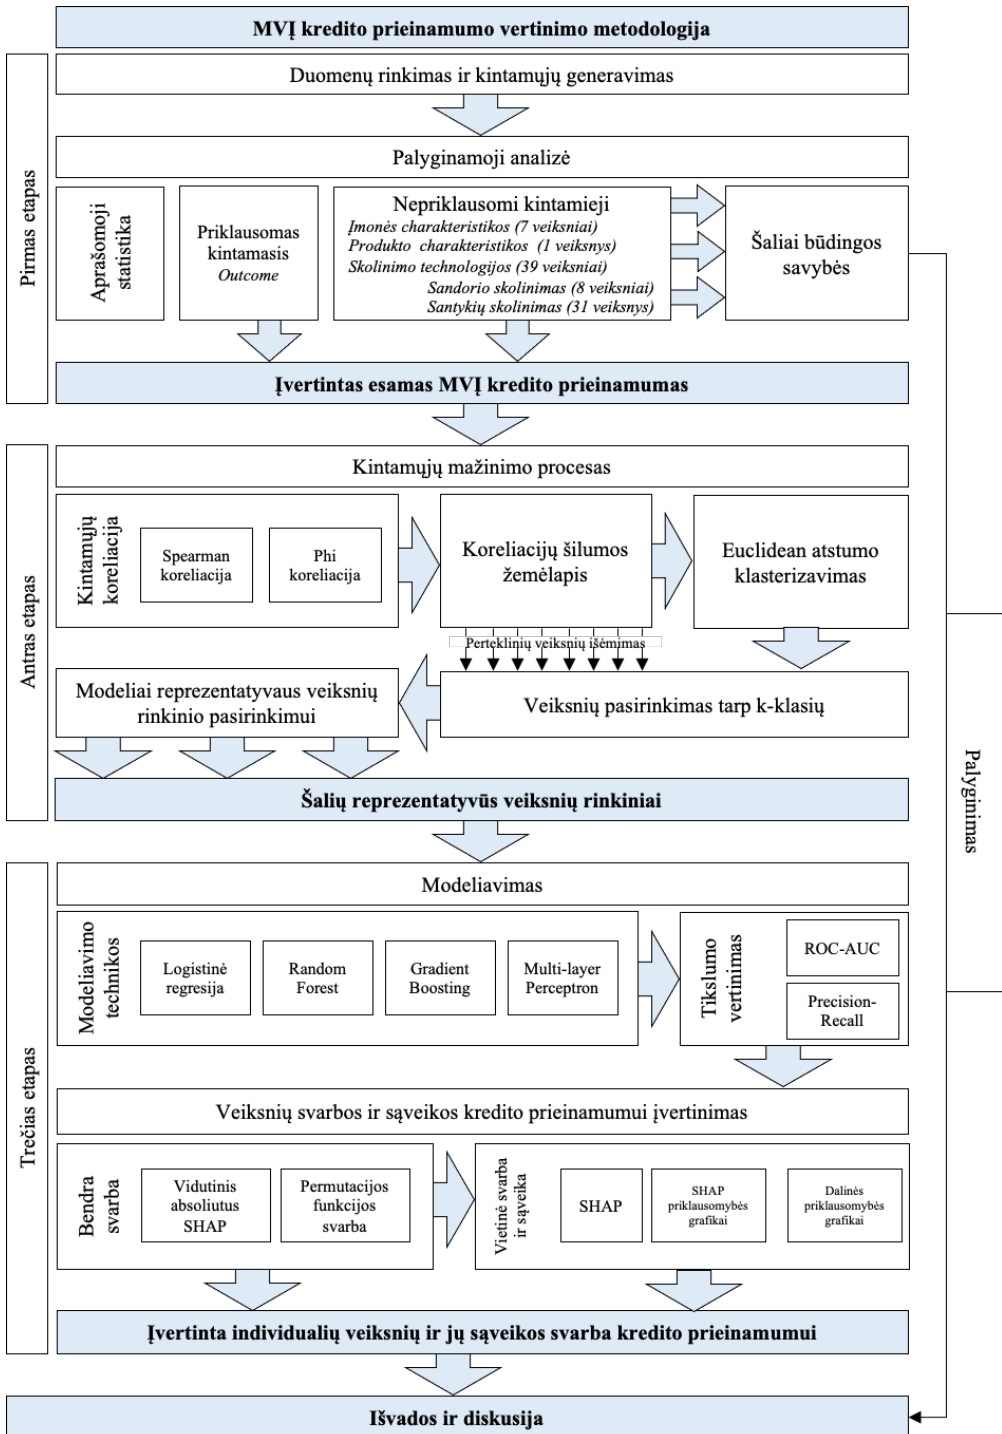 MVĮ kredito prieinamumo vertinimo metodologija
Pirmas etapas
Duomenų rinkimas ir kintamųjų generavimas
Palyginamoji analizė
Aprašomoji
statistika
Priklausomas
kintamasis
Outcome
Nepriklausomi kintamieji
Įmonės charakteristikos (7 veiksniai)
Produkto charakteristikos (1 veiksnys)
Skolinimo technologijos (39 veiksniai)
Sandorio skolinimas (8 veiksniai)
Santykių skolinimas (31 veiksnys)
Šaliai būdingos
savybės
Įvertintas esamas MVĮ kredito prieinamumas
Antras etapas
Kintamųjų mažinimo procesas
Kintamųjų
koreliacija
Spearman
koreliacija
Phi
koreliacija
Koreliacijų šilumos
žemėlapis
Euclidean atstumo
klasterizavimas
Perteklinių veiksnių išėmimas
Modeliai reprezentatyvaus veiksnių
rinkinio pasirinkimui
Veiksnių pasirinkimas tarp k-klasių
Šalių reprezentatyvūs veiksnių rinkiniai
Palyginimas
Trečias etapas
Modeliavimas
Modeliavimo
technikos
Logistinė
regresija
Random
Forest
Gradient
Boosting
Multi-layer
Perceptron
Tikslumo
vertinimas
ROC-AUC
Precision-
Recall
Veiksnių svarbos ir sąveikos kredito prieinamumui įvertinimas
Bendra
svarba
Vidutinis
absoliutus
SHAP
Permutacijos
funkcijos
svarba
Vietinė svarba
ir sąveika
SHAP
SHAP
priklausomybės
grafikai
Dalinės
priklausomybės
grafikai
Įvertinta individualių veiksnių ir jų sąveikos svarba kredito prieinamumui
Išvados ir diskusija